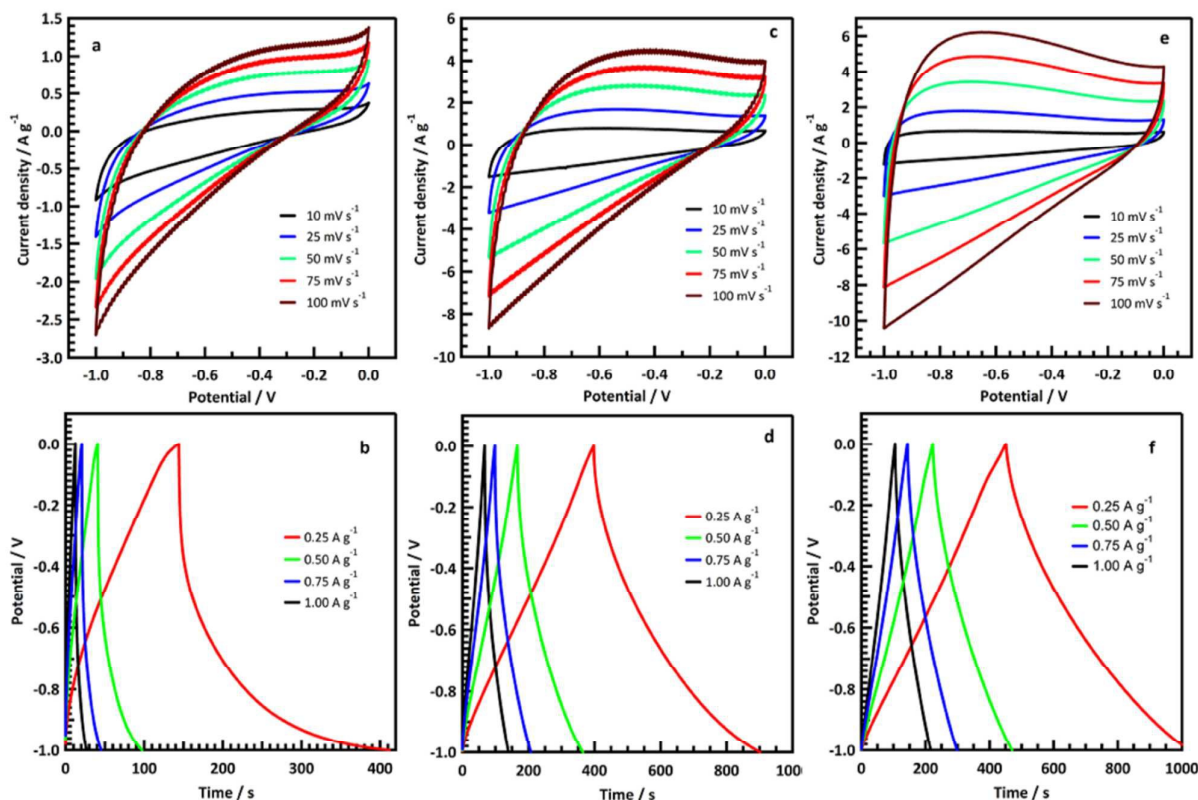 a
1.5
1.0
0.5
0.0
-0.5
-1.0
-1.5
-2.0
-2.5
-3.0
Current density / A g⁻¹
10 mV s⁻¹
25 mV s⁻¹
50 mV s⁻¹
75 mV s⁻¹
100 mV s⁻¹
-1.0 -0.8 -0.6 -0.4 -0.2 0.0
Potential / V
c
6
4
2
0
-2
-4
-6
-8
-10
Current density / A g⁻¹
10 mV s⁻¹
25 mV s⁻¹
50 mV s⁻¹
75 mV s⁻¹
100 mV s⁻¹
-1.0 -0.8 -0.6 -0.4 -0.2 0.0
Potential / V
e
6
4
2
0
-2
-4
-6
-8
-10
-12
Current density / A g⁻¹
10 mV s⁻¹
25 mV s⁻¹
50 mV s⁻¹
75 mV s⁻¹
100 mV s⁻¹
-1.0 -0.8 -0.6 -0.4 -0.2 0.0
Potential / V
b
0.0
-0.2
-0.4
-0.6
-0.8
-1.0
Potential / V
0.25 A g⁻¹
0.50 A g⁻¹
0.75 A g⁻¹
1.00 A g⁻¹
0 100 200 300 400
Time / s
d
0.0
-0.2
-0.4
-0.6
-0.8
-1.0
Potential / V
0.25 A g⁻¹
0.50 A g⁻¹
0.75 A g⁻¹
1.00 A g⁻¹
0 200 400 600 800 100
Time / s
f
0.0
-0.2
-0.4
-0.6
-0.8
-1.0
Potential / V
0.25 A g⁻¹
0.50 A g⁻¹
0.75 A g⁻¹
1.00 A g⁻¹
0 200 400 600 800 1000
Time / s